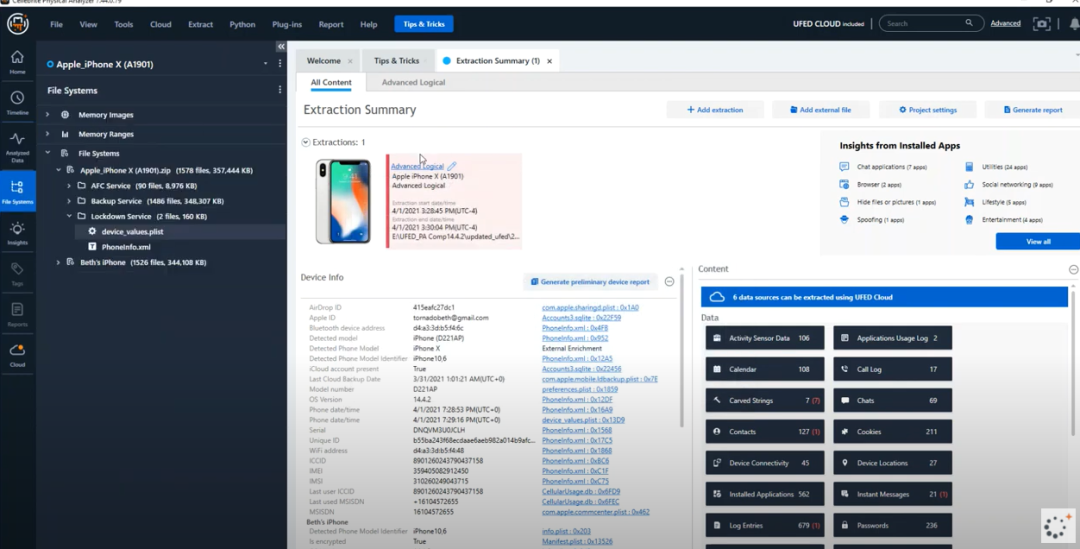 Cellebrite Physical Analyzer 7.44.0.19
File View Tools Cloud Extract Python Plug-ins Report Help Tips & Tricks UFED CLOUD included Search Advanced
Home
Timeline
Analyzed Data
File Systems
Insights
Tags
Reports
Cloud
Apple_iPhone X (A1901)
File Systems
Memory Images
Memory Ranges
File Systems
Apple_iPhone X (A1901).zip (1578 files, 357,444 KB)
AFC Service (90 files, 8,976 KB)
Backup Service (1486 files, 348,307 KB)
Lockdown Service (2 files, 160 KB)
device_values.plist
PhoneInfo.xml
Beth's iPhone (1526 files, 344,108 KB)
Welcome × Tips & Tricks Extraction Summary (1) ×
All Content Advanced Logical
Extraction Summary
+ Add extraction Add external file Project settings Generate report
Extractions: 1
Advanced Logical
Apple iPhone X (A1901)
Advanced Logical
Extraction start date/time
4/1/2021 3:28:45 PM(UTC-4)
Extraction end date/time
4/1/2021 3:30:04 PM(UTC-4)
E:\UFED_PA Comp14.4.2\updated_ufed\2...
Insights from Installed Apps
Chat applications (7 apps) Utilities (24 apps)
Browser (2 apps) Social networking (9 apps)
Hide files or pictures (1 apps) Lifestyle (5 apps)
Spoofing (1 apps) Entertainment (4 apps)
View all
Device Info
Generate preliminary device report
AirDrop ID 415eafc27dc1 com.apple.sharingd.plist : 0x1A0
Apple ID tornadobeth@gmail.com Accounts3.sqlite : 0x22F59
Bluetooth device address d4:a3:3d:b5:f4:6c PhoneInfo.xml : 0x4F8
Detected model iPhone (D221AP) PhoneInfo.xml : 0x952
Detected Phone Model iPhone X External Enrichment
Detected Phone Model Identifier iPhone10,6 PhoneInfo.xml : 0x12A5
iCloud account present True Accounts3.sqlite : 0x22456
Last Cloud Backup Date 3/31/2021 1:01:21 AM(UTC+0) com.apple.mobile.ldbackup.plist : 0x7E
Model number D221AP preferences.plist : 0x1859
OS Version 14.4.2 PhoneInfo.xml : 0x12DF
Phone date/time 4/1/2021 7:28:53 PM(UTC+0) PhoneInfo.xml : 0x16A9
Phone date/time 4/1/2021 7:29:16 PM(UTC+0) device_values.plist : 0x13D9
Serial DNQVM3U0JCLH PhoneInfo.xml : 0x1568
Unique ID PhoneInfo.xml : 0x17C5
WiFi address d4:a3:3d:b5:f4:48 PhoneInfo.xml : 0x1868
ICCID 8901260243790437158 PhoneInfo.xml : 0x8C6
IMEI 359405082912450 PhoneInfo.xml : 0xC1F
IMSI 310260249043715 PhoneInfo.xml : 0xC75
Last user ICCID 8901260243790437158 CellularUsage.db : 0x6FD9
Last used MSISDN +16104572655 CellularUsage.db : 0x6FEC
MSISDN 16104572655 com.apple.commcenter.plist : 0x462
Beth's iPhone
Detected Phone Model Identifier iPhone10,6 info.plist : 0x203
Is encrypted True Manifest.plist : 0x13526
Content
6 data sources can be extracted using UFED Cloud
Data
Activity Sensor Data 106 Applications Usage Log 2
Calendar 108 Call Log 17
Carved Strings 7 (7) Chats 69
Contacts 127 (1) Cookies 211
Device Connectivity 45 Device Locations 27
Installed Applications 562 Instant Messages 21 (1)
Log Entries 679 (1) Passwords 236